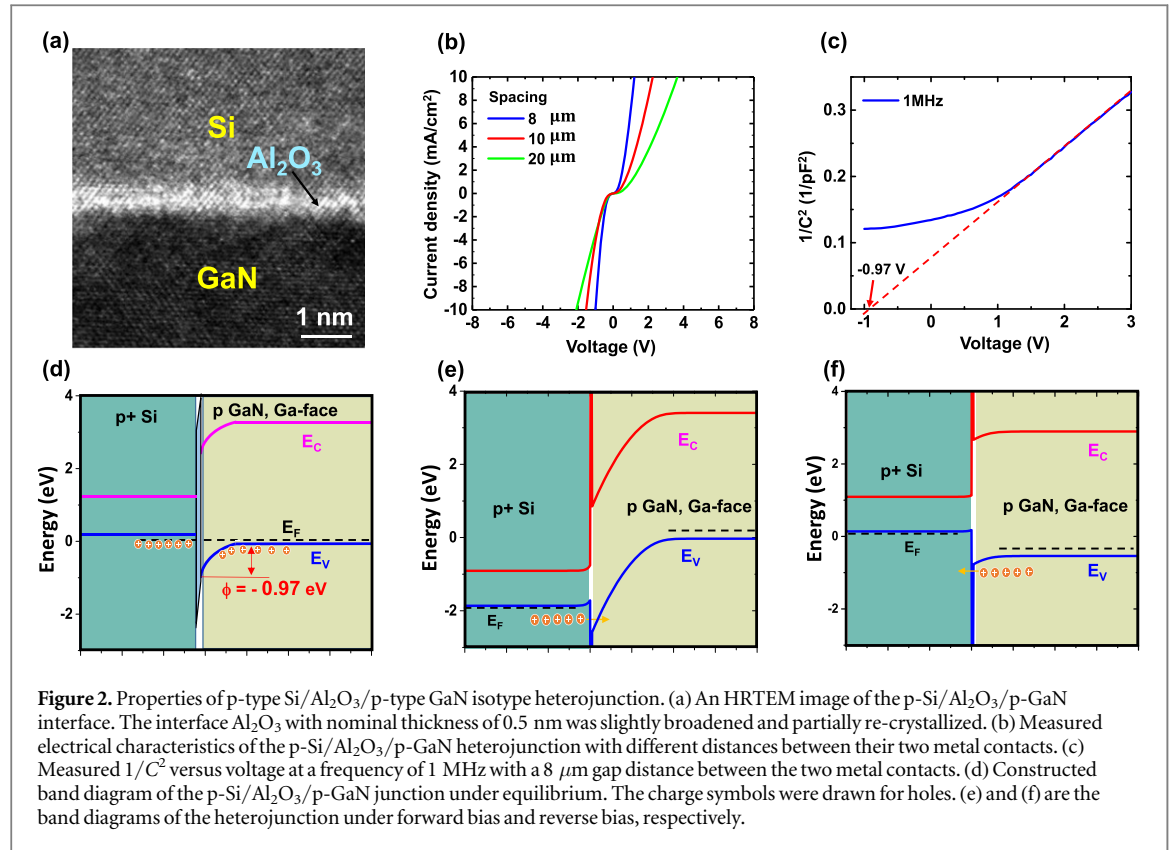 (a)
Si
Al₂O₃
GaN
1 nm
(b)
10
8
6
4
2
0
-2
-4
-6
-8
-10
Current density (mA/cm²)
Spacing
8 μm
10 μm
20 μm
-8 -6 -4 -2 0 2 4 6 8
Voltage (V)
(c)
0.3
0.2
0.1
0.0
1/C² (1/pF²)
1MHz
-0.97 V
-1 0 1 2 3
Voltage (V)
(d)
4
2
0
-2
Energy (eV)
p+ Si
p GaN, Ga-face
E_C
E_F
E_V
ϕ = - 0.97 eV
(e)
4
2
0
-2
Energy (eV)
p+ Si
E_C
p GaN, Ga-face
E_V
E_F
(f)
4
2
0
-2
Energy (eV)
p+ Si
E_C
p GaN, Ga-face
E_F
E_V
Figure 2. Properties of p-type Si/Al₂O₃/p-type GaN isotype heterojunction. (a) An HRTEM image of the p-Si/Al₂O₃/p-GaN
interface. The interface Al₂O₃ with nominal thickness of 0.5 nm was slightly broadened and partially re-crystallized. (b) Measured
electrical characteristics of the p-Si/Al₂O₃/p-GaN heterojunction with different distances between their two metal contacts. (c)
Measured 1/C² versus voltage at a frequency of 1 MHz with a 8 μm gap distance between the two metal contacts. (d) Constructed
band diagram of the p-Si/Al₂O₃/p-GaN junction under equilibrium. The charge symbols were drawn for holes. (e) and (f) are the
band diagrams of the heterojunction under forward bias and reverse bias, respectively.